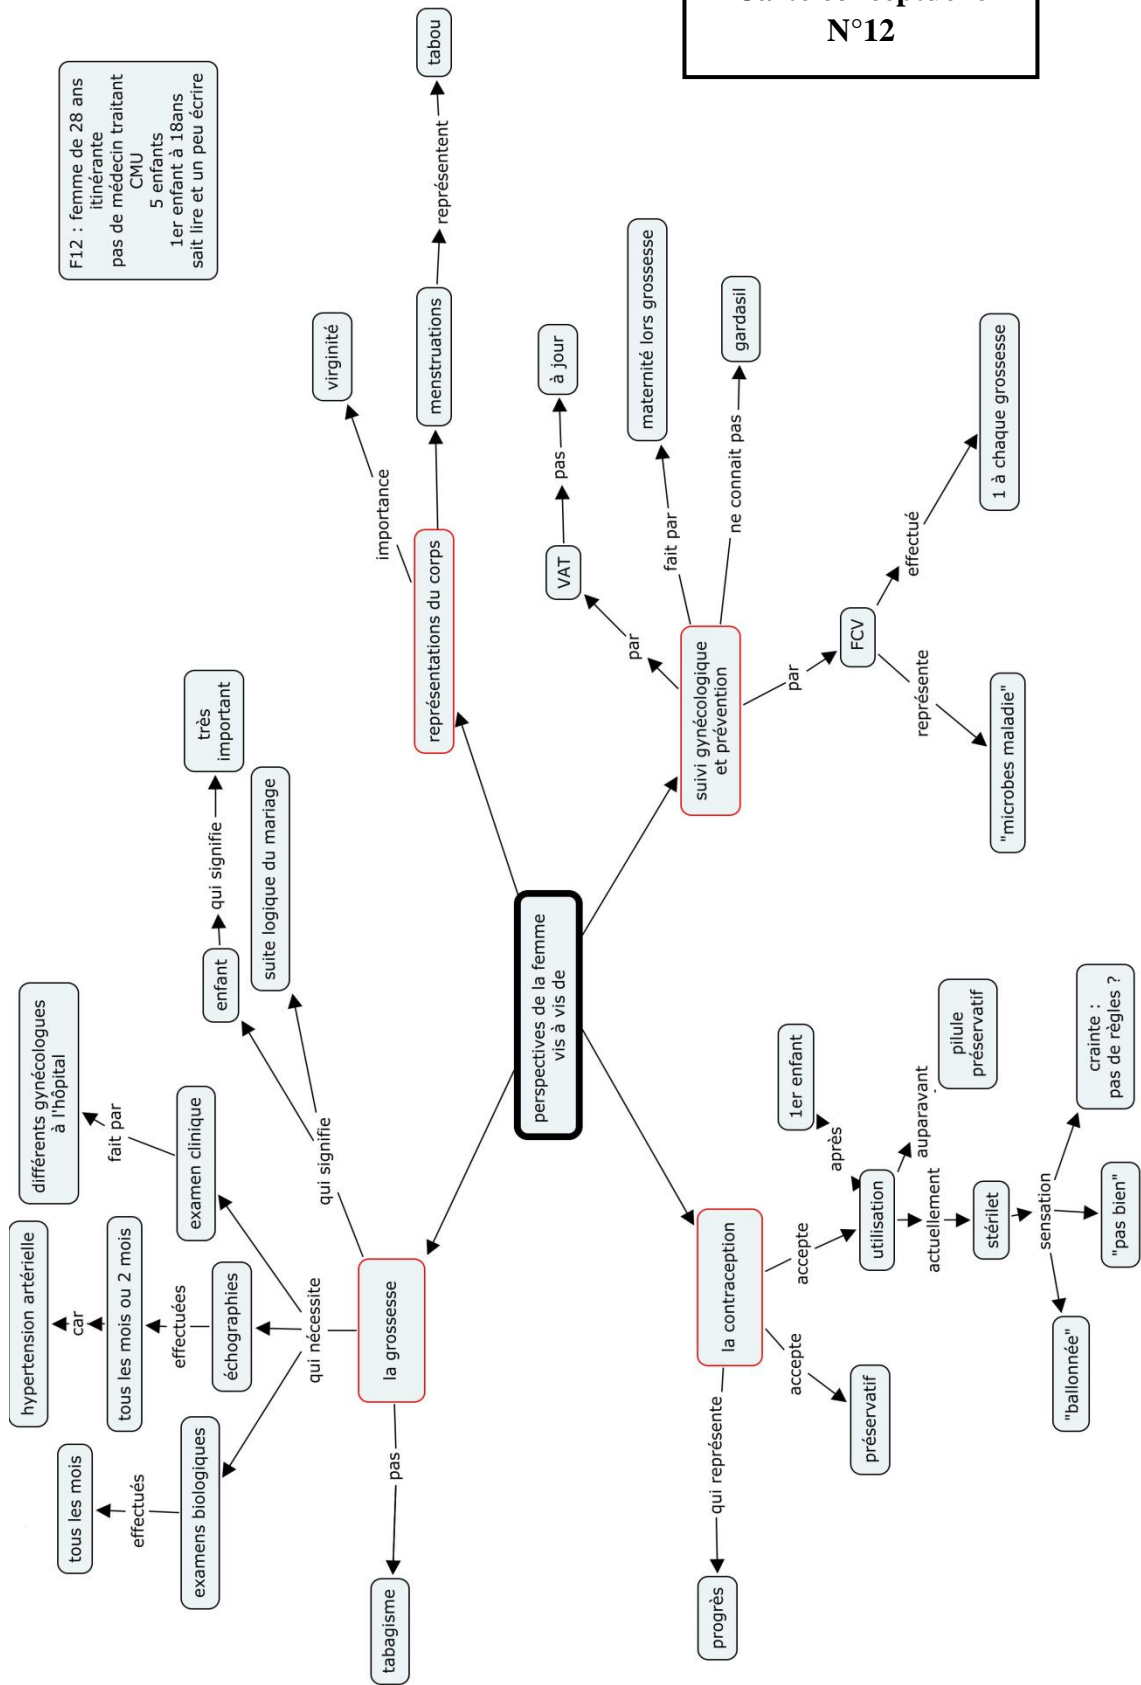 N°12
F12 : femme de 28 ans
itinérante
pas de médecin traitant
CMU
5 enfants
1er enfant à 18ans
sait lire et un peu écrire
perspectives de la femme
vis à vis de
la grossesse
pas
tabagisme
qui nécessite
examens biologiques
effectués
tous les mois
échographies
effectuées
tous les mois ou 2 mois
car
hypertension artérielle
examen clinique
fait par
différents gynécologues
à l'hôpital
qui signifie
enfant
qui signifie
très
important
suite logique du mariage
représentations du corps
importance
virginité
menstruations
représentent
tabou
la contraception
qui représente
progrès
accepte
préservatif
accepte
utilisation
après
1er enfant
auparavant
pilule
préservatif
actuellement
stérilet
sensation
"ballonnée"
"pas bien"
crainte :
pas de règles ?
suivi gynécologique
et prévention
par
VAT
pas
à jour
fait par
maternité lors grossesse
ne connait pas
gardasil
par
FCV
effectué
1 à chaque grossesse
représente
"microbes maladie"